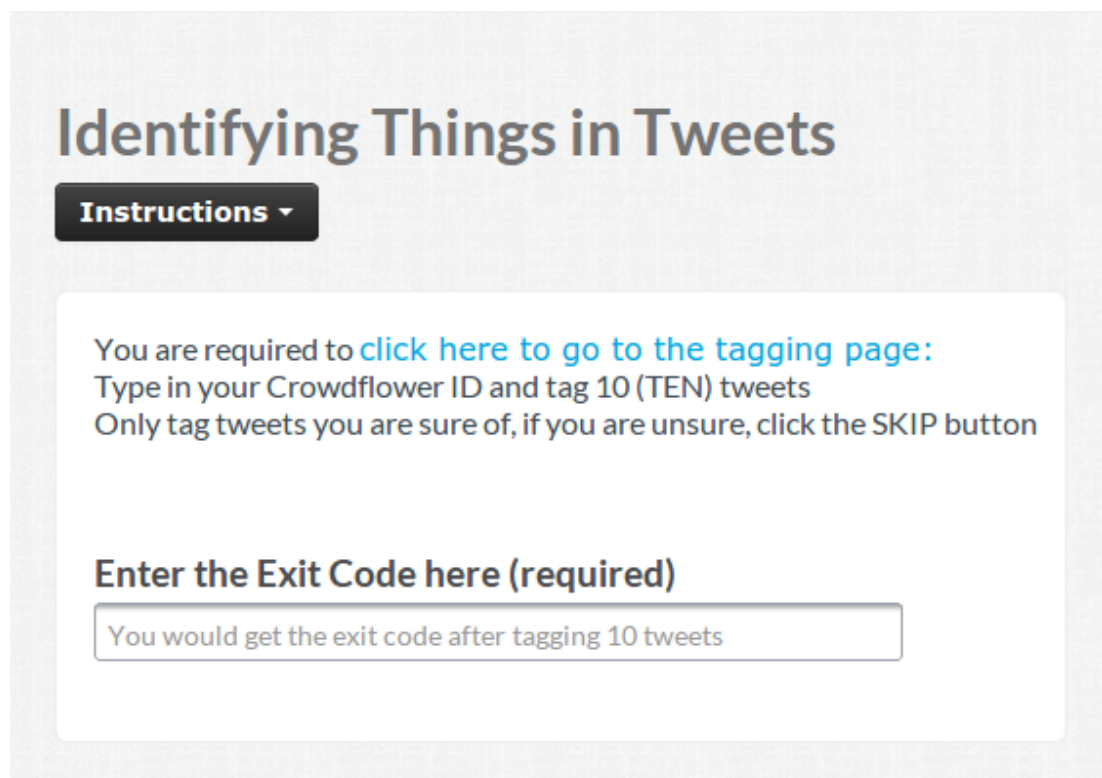 Identifying Things in Tweets
Instructions
You are required to click here to go to the tagging page:
Type in your Crowdflower ID and tag 10 (TEN) tweets
Only tag tweets you are sure of, if you are unsure, click the SKIP button
Enter the Exit Code here (required)
You would get the exit code after tagging 10 tweets